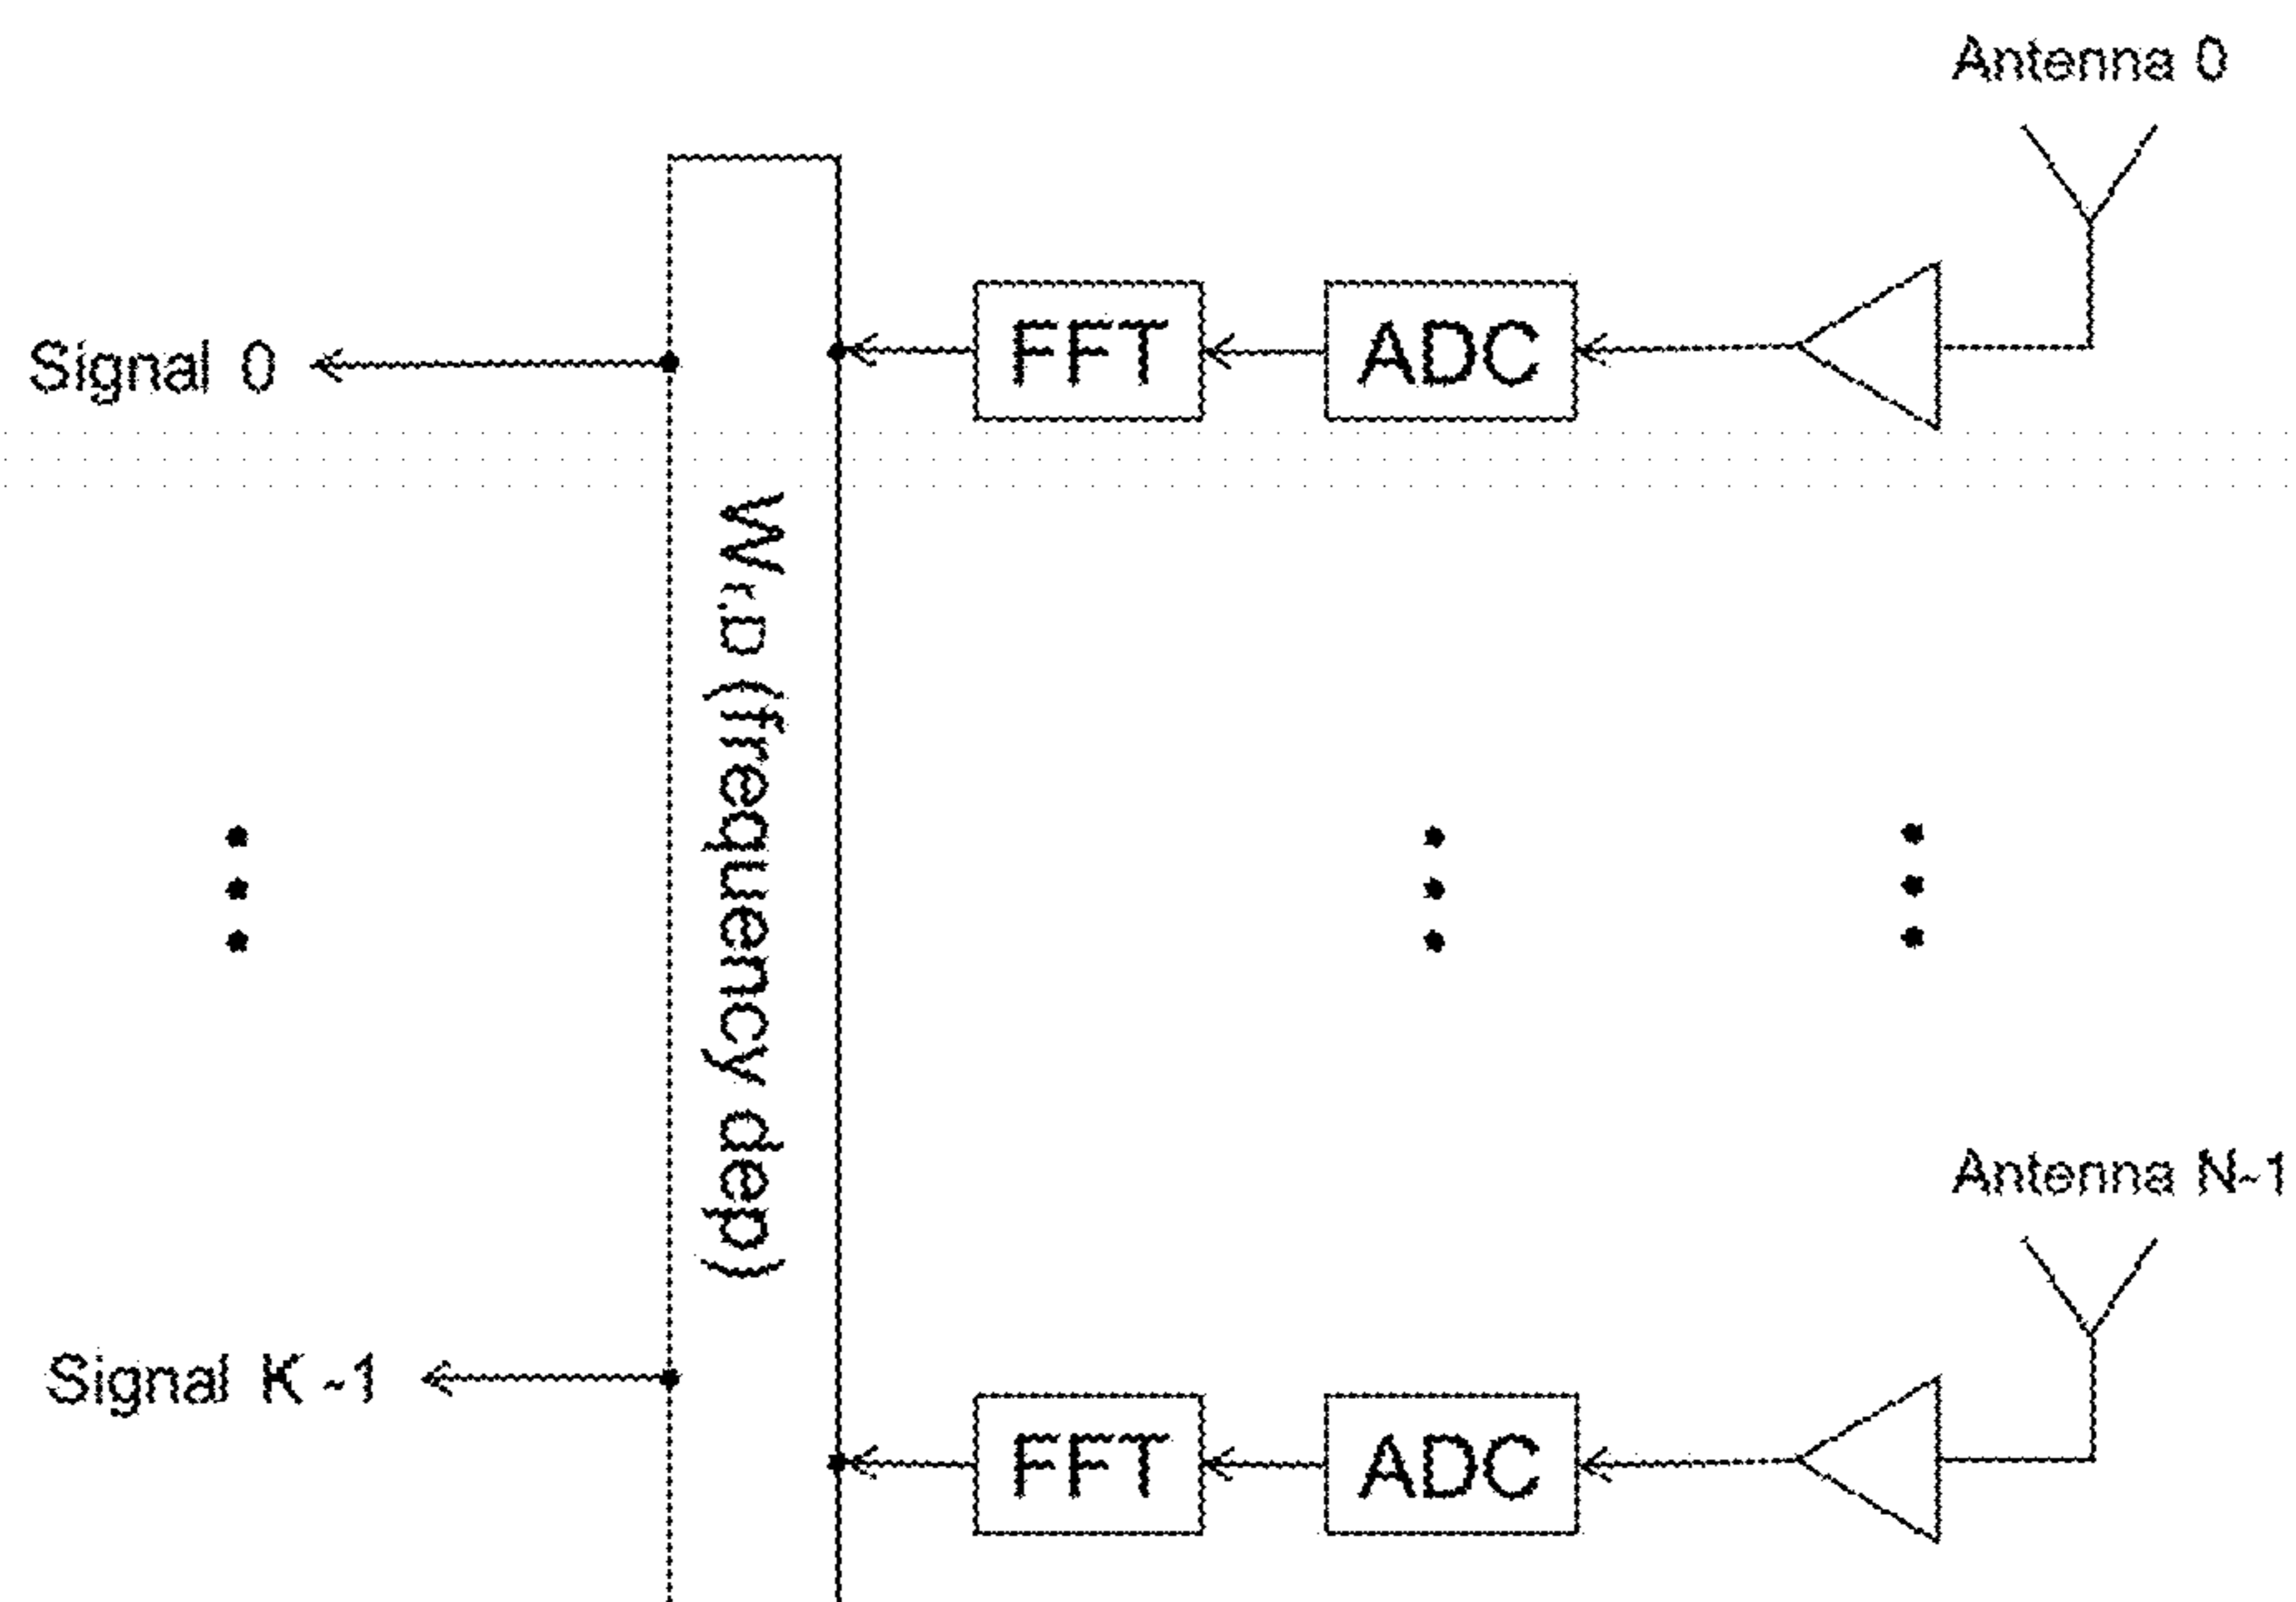 Antenna 0
Signal 0
FFT
ADC
W (frequency dep)
Antenna N-1
Signal K-1
FFT
ADC